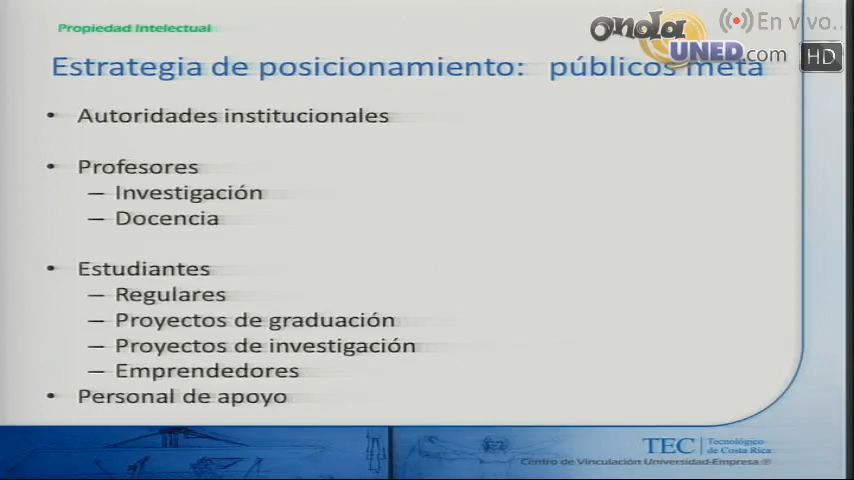 Propiedad Intelectual
onda
UNED.com
En vivo..
HD
Estrategia de posicionamiento: públicos meta
• Autoridades institucionales
• Profesores
– Investigación
– Docencia
• Estudiantes
– Regulares
– Proyectos de graduación
– Proyectos de investigación
– Emprendedores
• Personal de apoyo
TEC | Tecnológico
de Costa Rica
Centro de Vinculación Universidad-Empresa ®